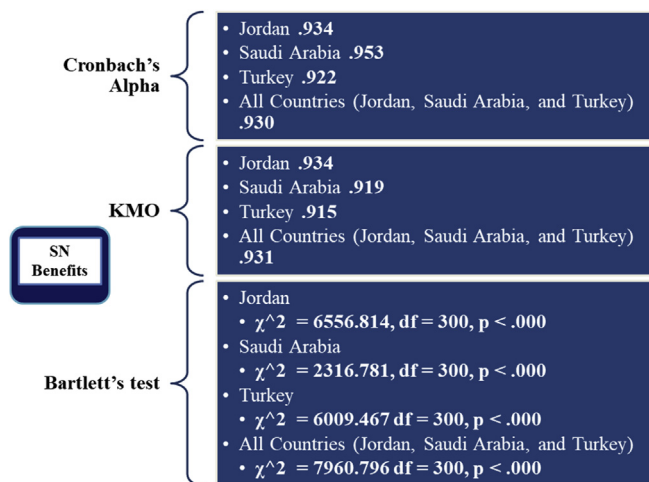 SN
Benefits
Cronbach's
Alpha
• Jordan .934
• Saudi Arabia .953
• Turkey .922
• All Countries (Jordan, Saudi Arabia, and Turkey)
.930
KMO
• Jordan .934
• Saudi Arabia .919
• Turkey .915
• All Countries (Jordan, Saudi Arabia, and Turkey)
.931
Bartlett's test
• Jordan
• χ^2 = 6556.814, df = 300, p < .000
• Saudi Arabia
• χ^2 = 2316.781, df = 300, p < .000
• Turkey
• χ^2 = 6009.467 df = 300, p < .000
• All Countries (Jordan, Saudi Arabia, and Turkey)
• χ^2 = 7960.796 df = 300, p < .000